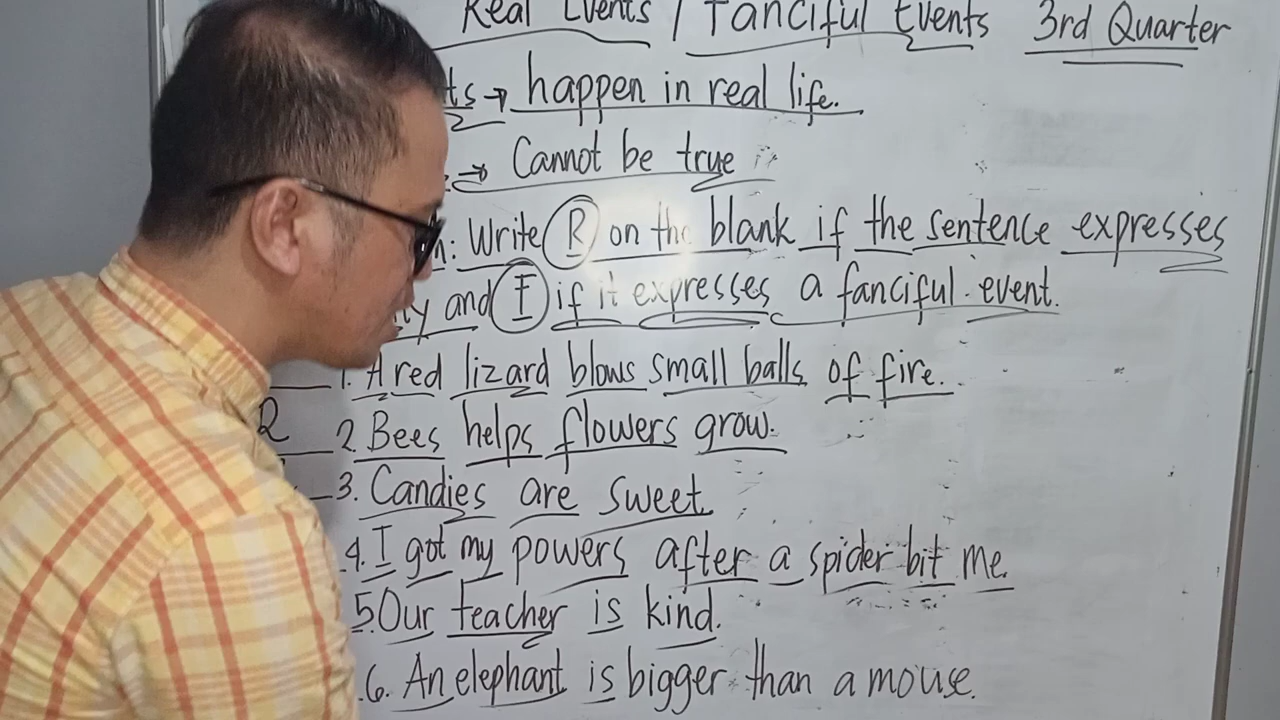 Real Events / Fanciful Events 3rd Quarter
ts → happen in real life.
: → Cannot be true
n: Write R on the blank if the sentence expresses
ty and F if it expresses a fanciful event.
1. A red lizard blows small balls of fire.
R 2. Bees helps flowers grow.
3. Candies are sweet.
4. I got my powers after a spider bit me.
5. Our teacher is kind.
6. An elephant is bigger than a mouse.